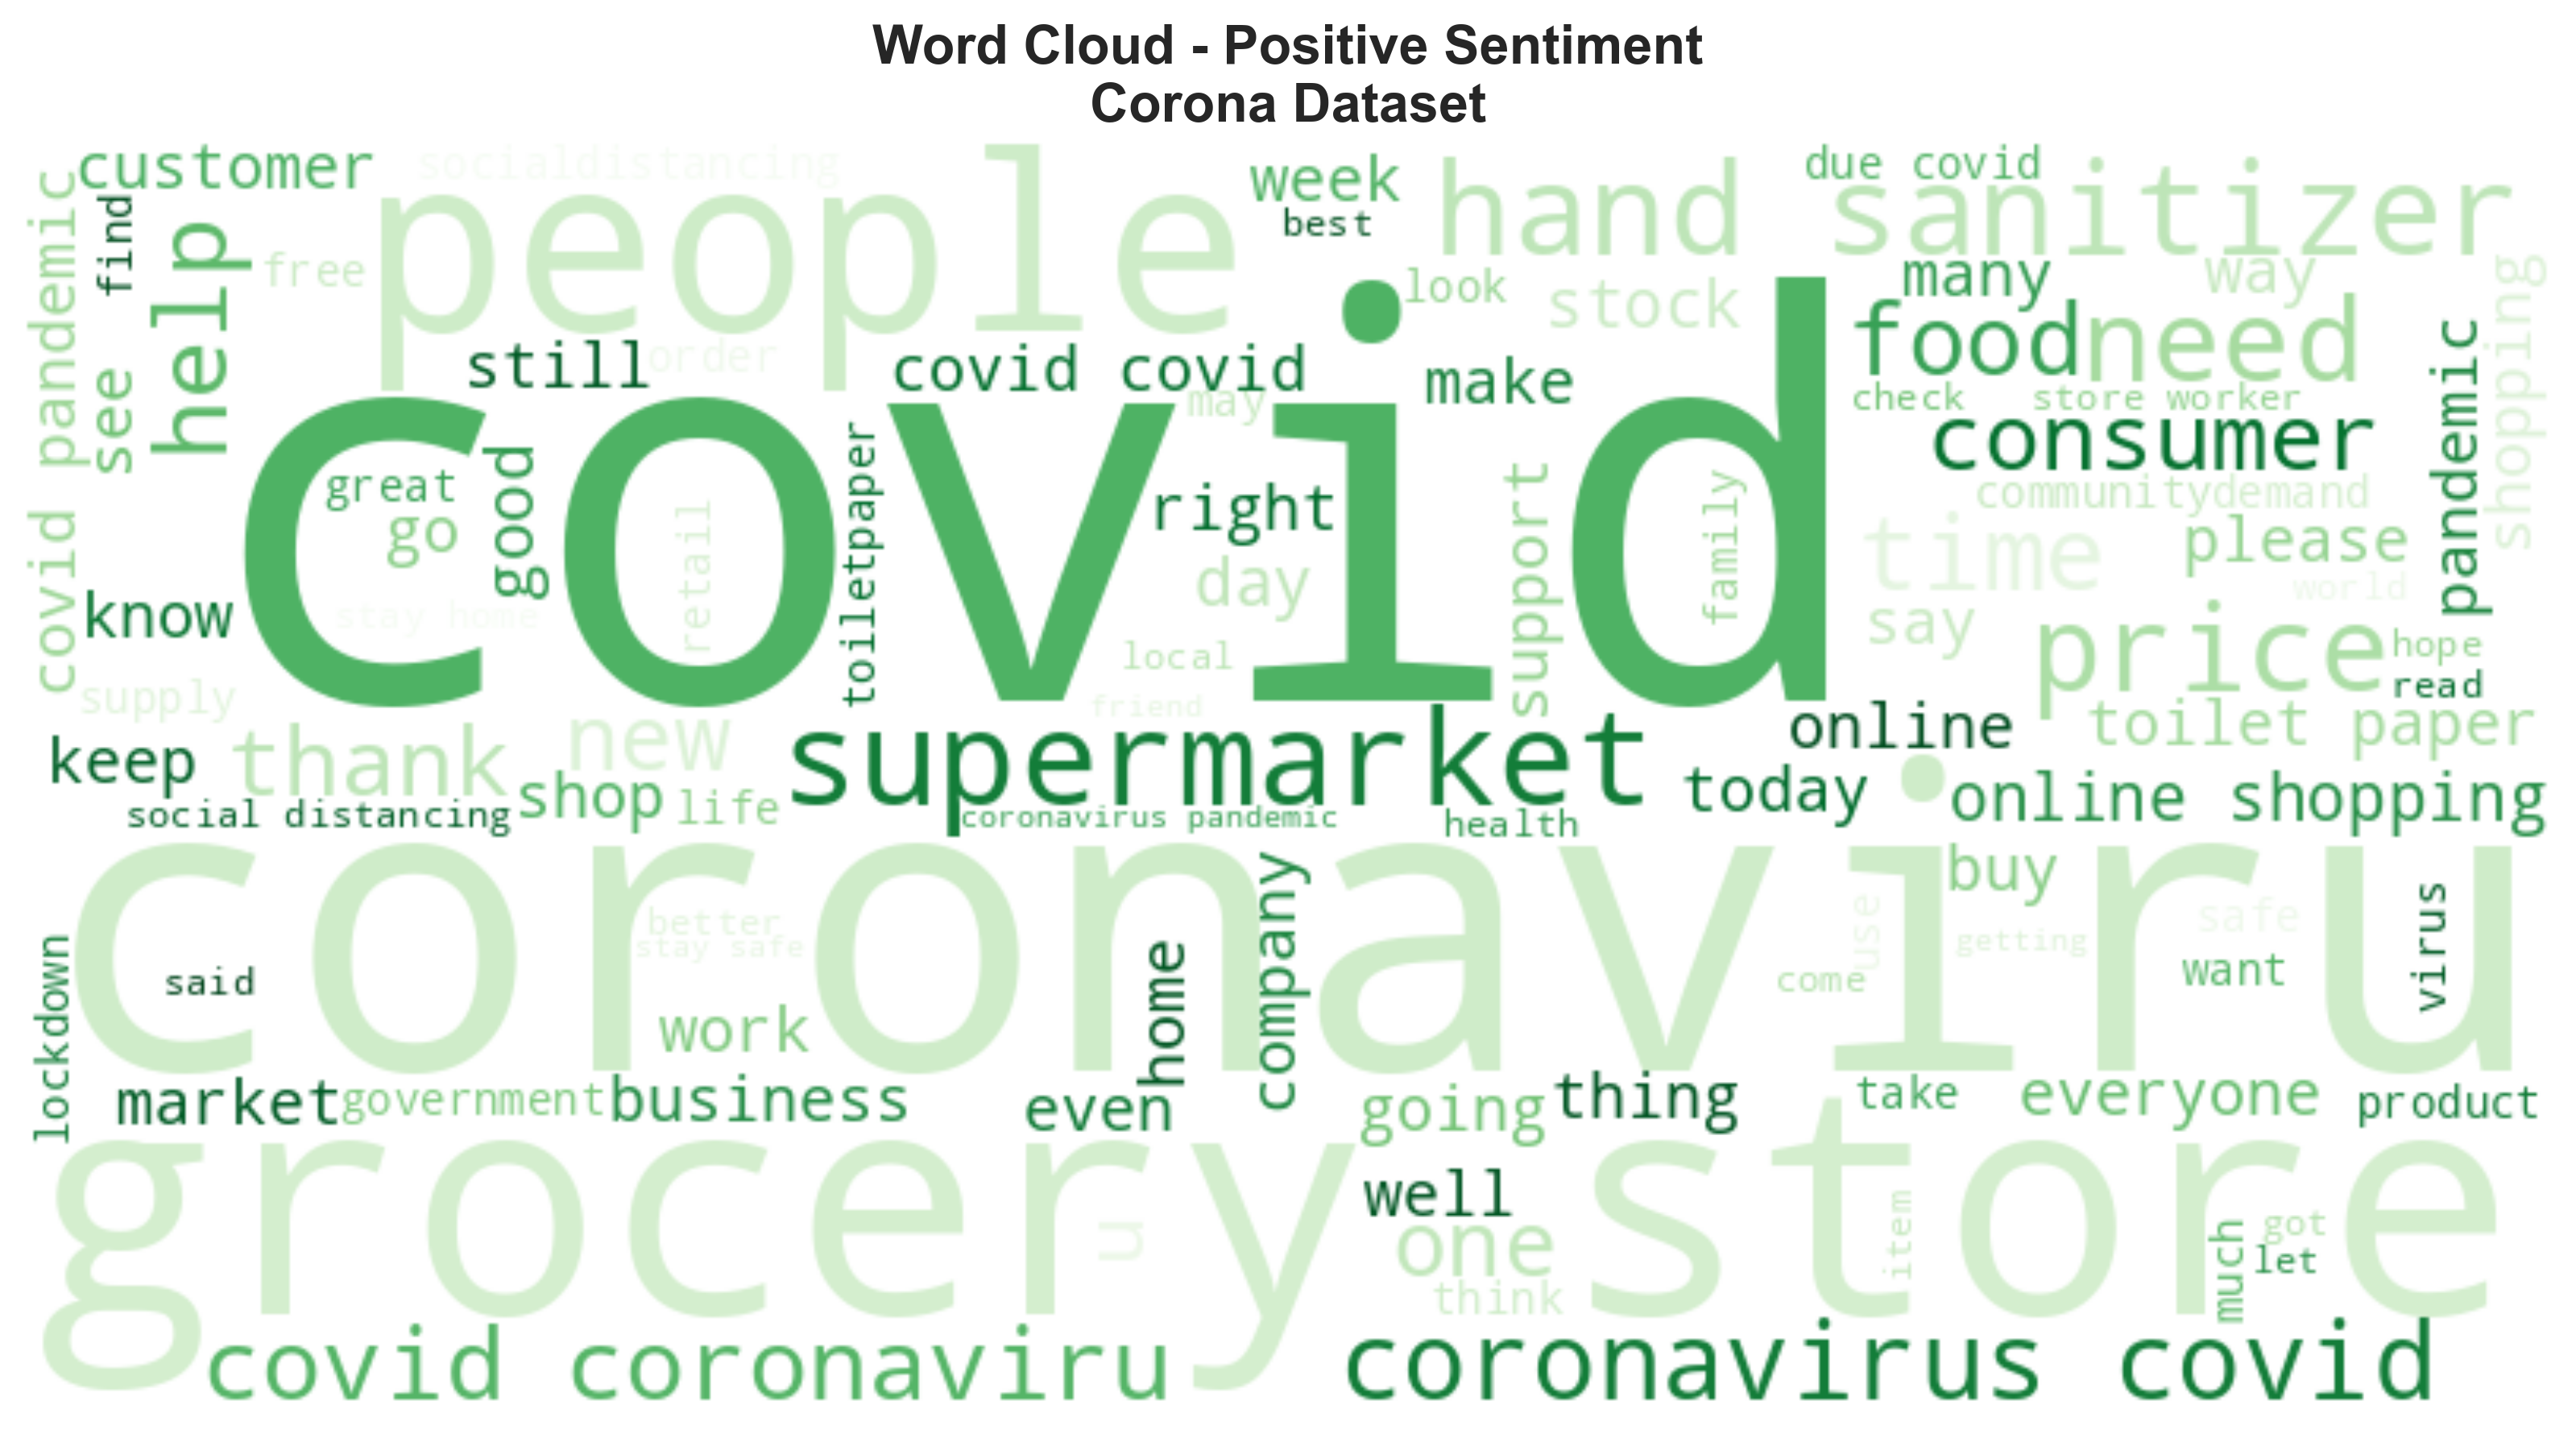 Word Cloud - Positive Sentiment
Corona Dataset
customer
socialdistancing
people
week
best
hand sanitizer
due covid
covid pandemic
find
help
free
look
stock
many
way
shopping
see
still
order
covid covid
may
make
food
need
check
store worker
consumer
pandemic
covid
great
go
good
retail
toiletpaper
right
day
support
family
communitydemand
time
please
world
know
stay home
local
friend
say
price
hope
read
supply
keep
thank
new
shop
life
supermarket
online
toilet paper
today
online shopping
social distancing
coronavirus pandemic
health
coronaviru
buy
better
stay safe
said
lockdown
work
home
company
use
come
getting
safe
want
virus
market
government
business
even
going
thing
take
everyone
product
grocery store
well
u
one
think
item
much
got
let
covid coronaviru
coronavirus covid